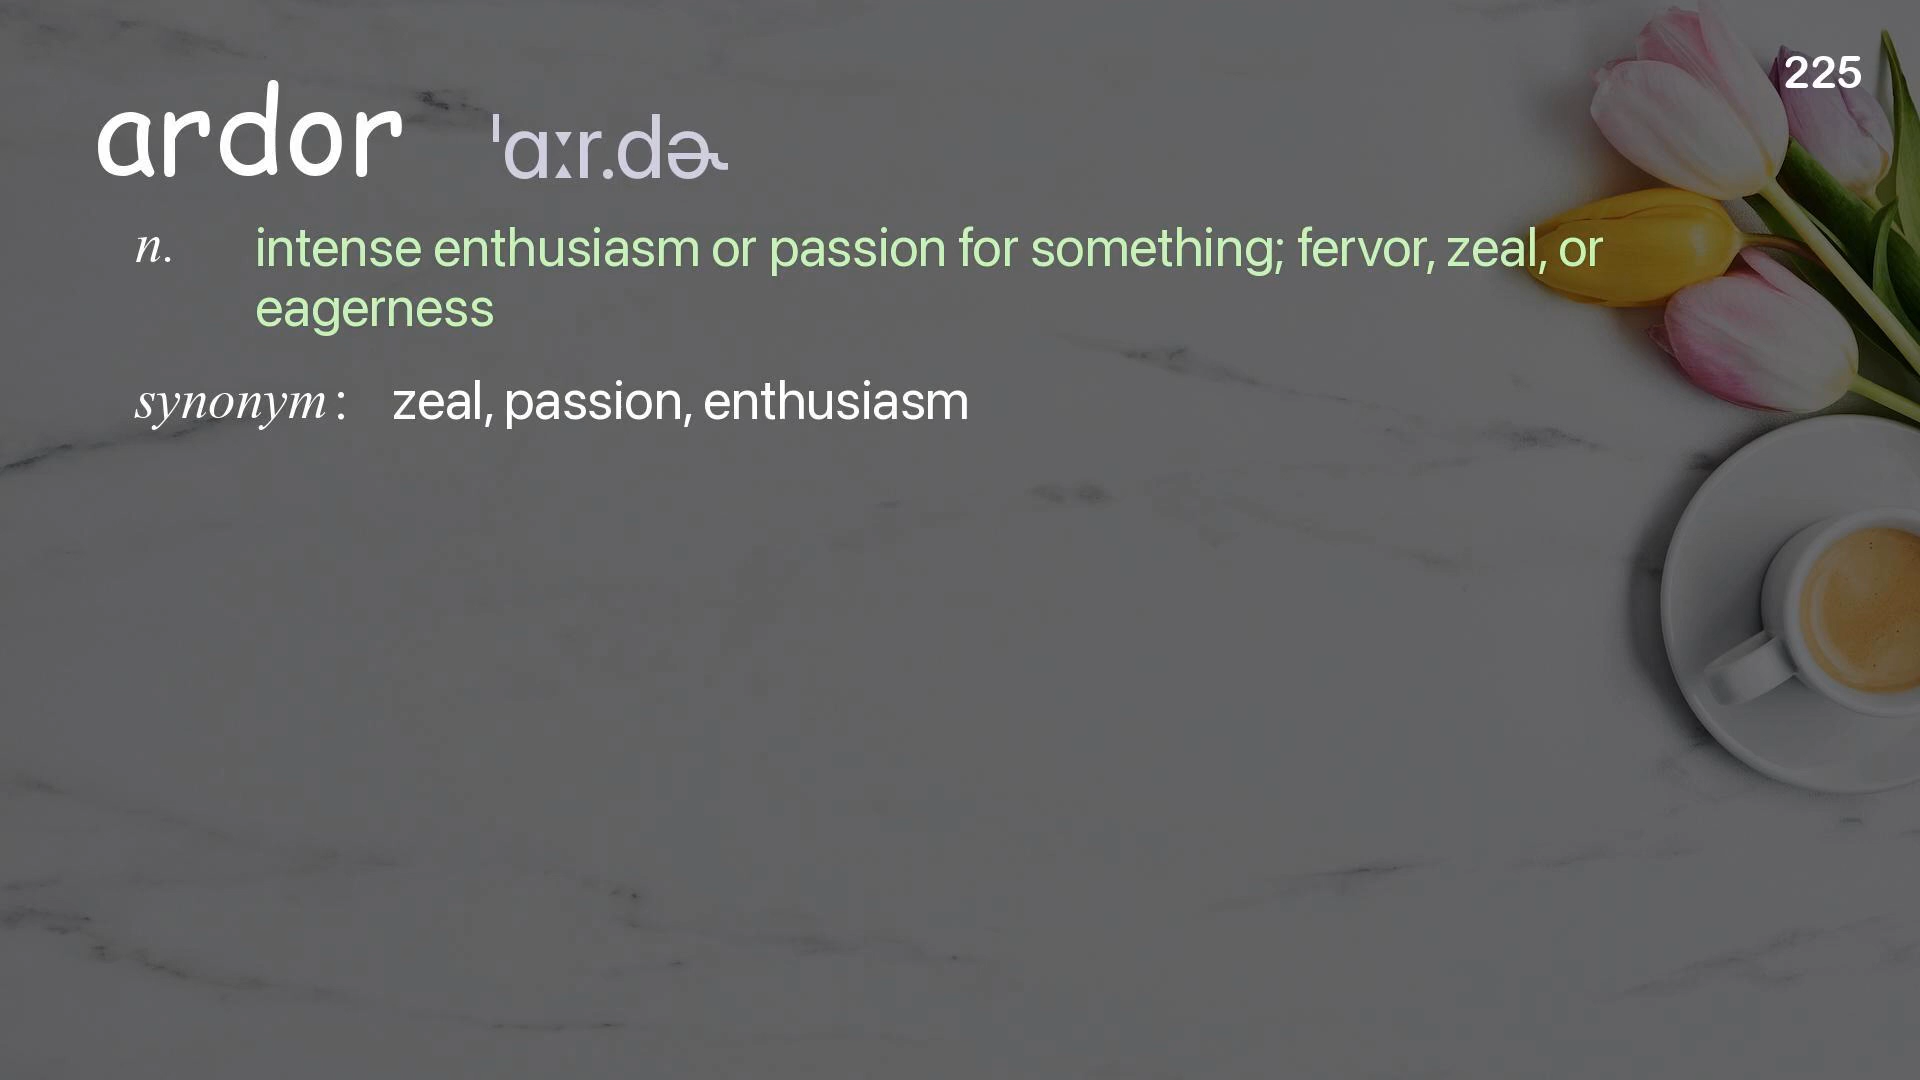 225
ardor ˈɑːr.dɚ
n. intense enthusiasm or passion for something; fervor, zeal, or
eagerness
synonym: zeal, passion, enthusiasm